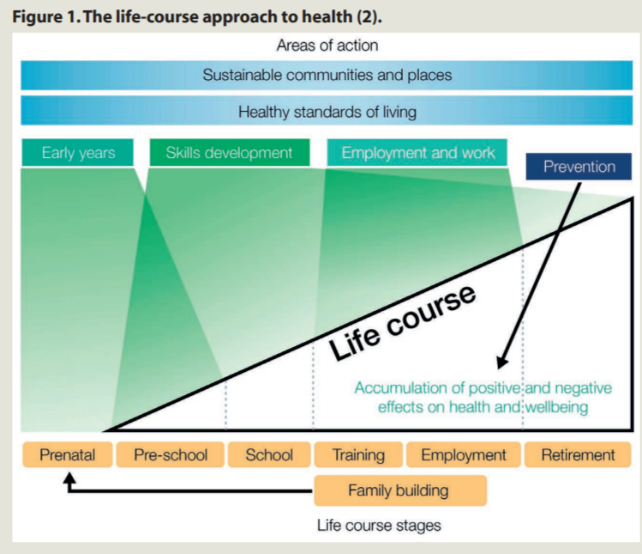 Figure 1. The life-course approach to health (2).
Areas of action
Sustainable communities and places
Healthy standards of living
Early years
Skills development
Employment and work
Prevention
Life course
Accumulation of positive and negative
effects on health and wellbeing
Prenatal
Pre-school
School
Training
Employment
Retirement
Family building
Life course stages